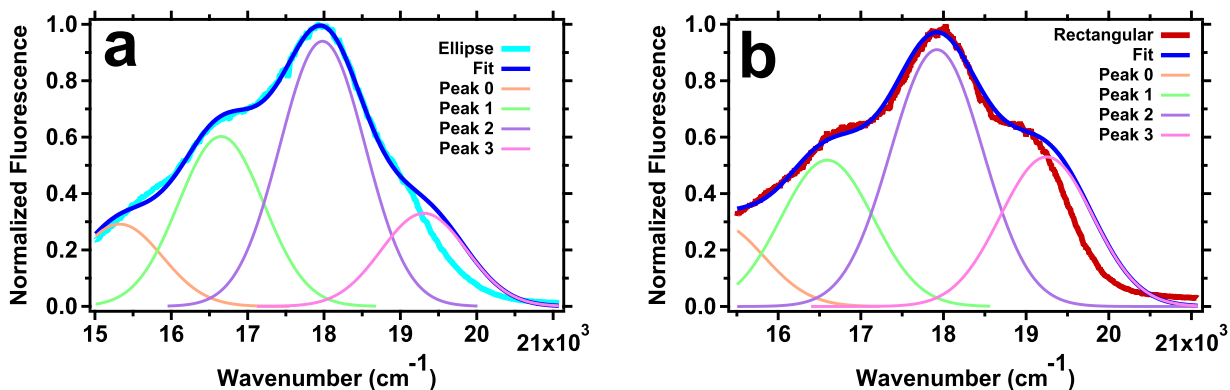 a
Ellipse
Fit
Peak 0
Peak 1
Peak 2
Peak 3
1.0
0.8
0.6
0.4
0.2
0.0
Normalized Fluorescence
15 16 17 18 19 20 21x10³
Wavenumber (cm⁻¹)
b
Rectangular
Fit
Peak 0
Peak 1
Peak 2
Peak 3
1.0
0.8
0.6
0.4
0.2
0.0
Normalized Fluorescence
16 17 18 19 20 21x10³
Wavenumber (cm⁻¹)